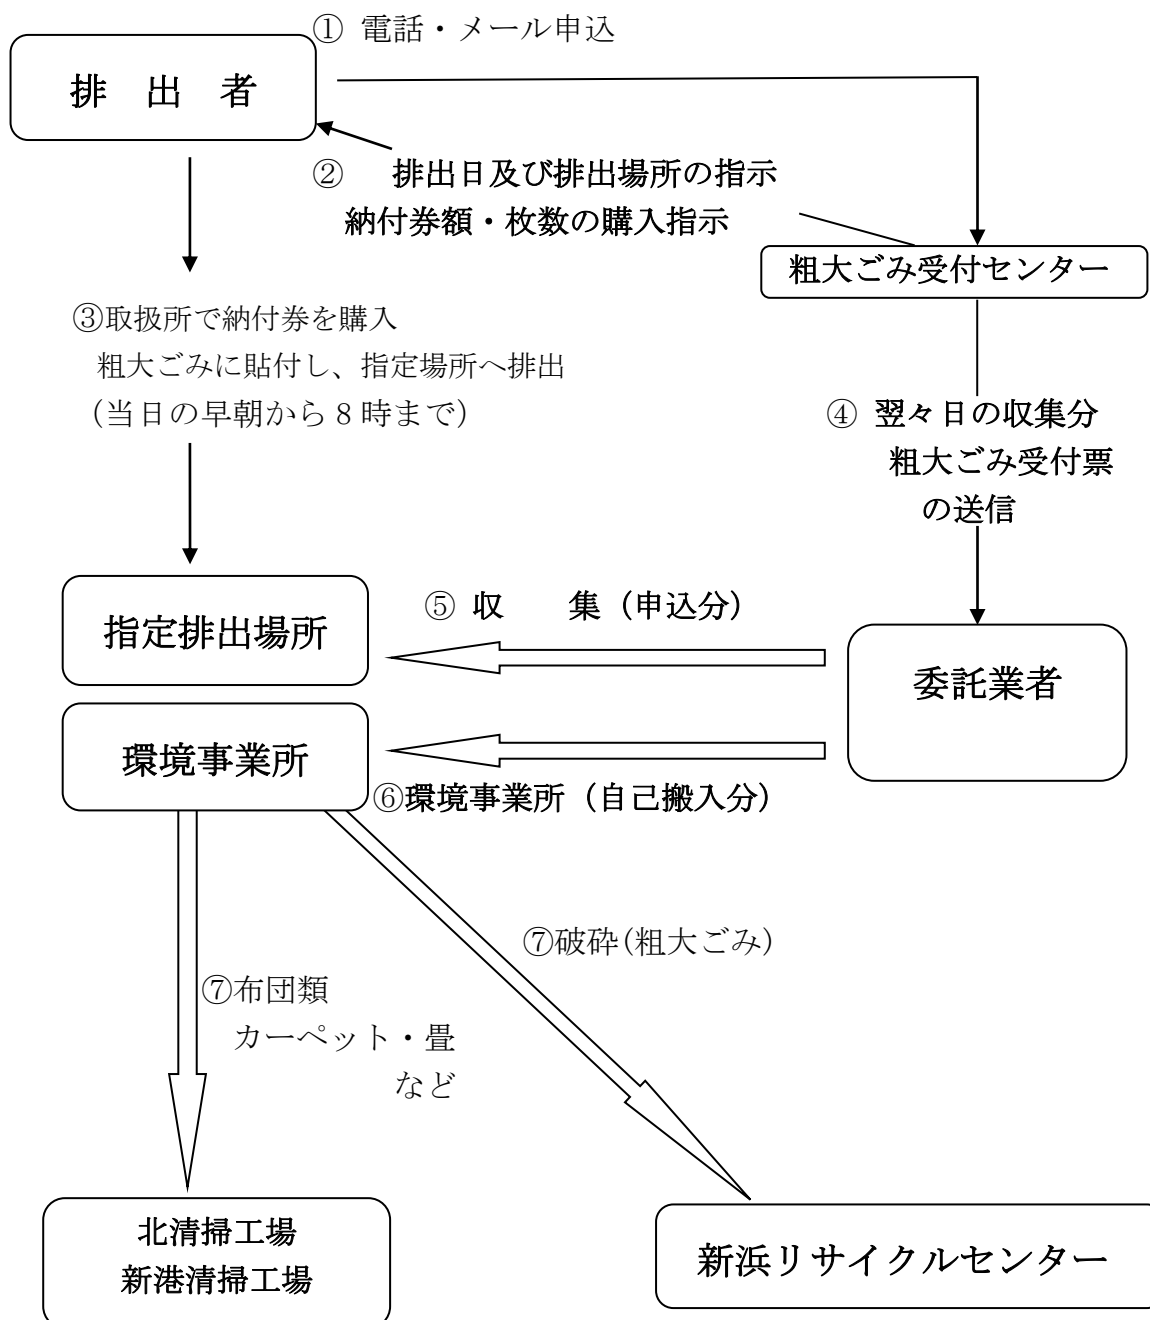 ① 電話・メール申込
排 出 者
② 排出日及び排出場所の指示
納付券額・枚数の購入指示
粗大ごみ受付センター
③取扱所で納付券を購入
粗大ごみに貼付し、指定場所へ排出
（当日の早朝から８時まで）
④ 翌々日の収集分
粗大ごみ受付票
の送信
指定排出場所
⑤ 収 集（申込分）
委託業者
環境事業所
⑥環境事業所（自己搬入分）
⑦破砕(粗大ごみ)
⑦布団類
カーペット・畳
など
北清掃工場
新港清掃工場
新浜リサイクルセンター